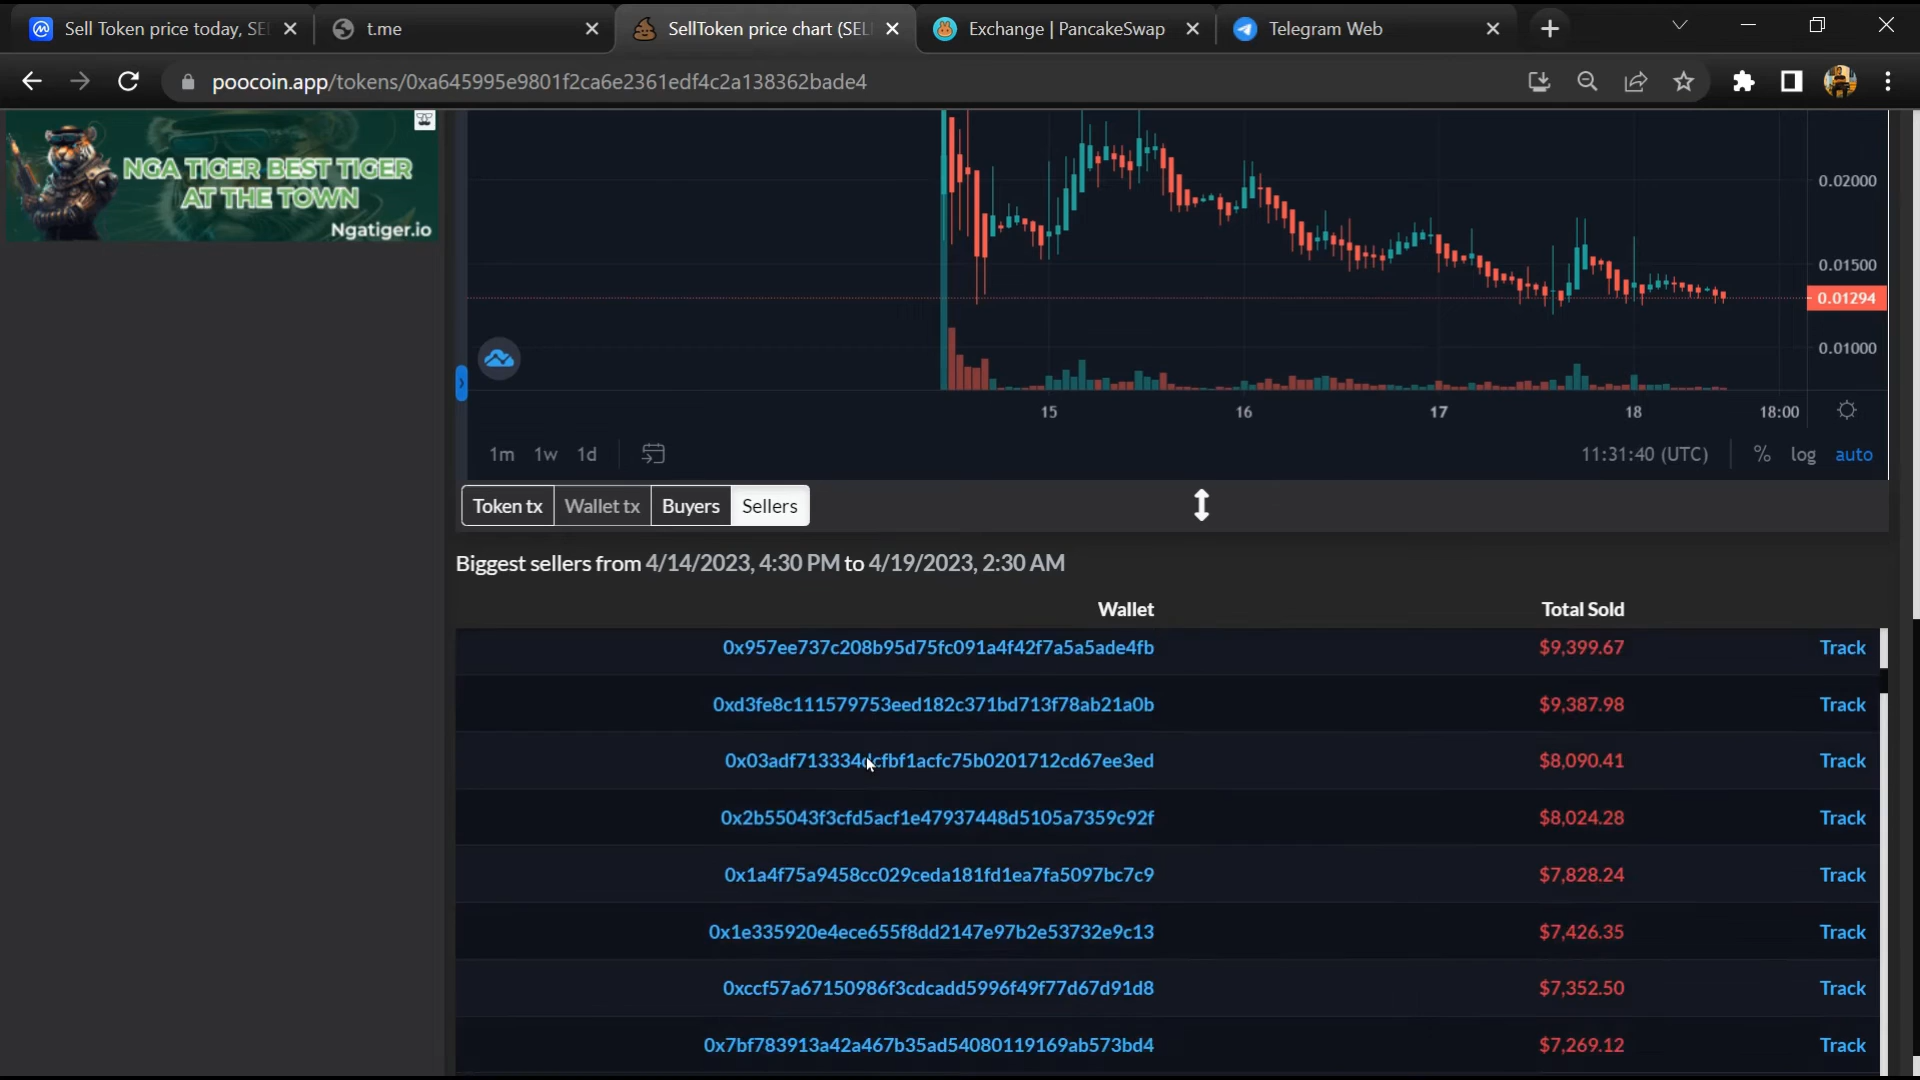 Sell Token price today, SE
t.me
SellToken price chart (SELL
Exchange | PancakeSwap
Telegram Web
poocoin.app/tokens/0xa645995e9801f2ca6e2361edf4c2a138362bade4
NGA TIGER BEST TIGER
AT THE TOWN
Ngatiger.io
0.02000
0.01500
0.01294
0.01000
15 16 17 18 18:00
1m 1w 1d 11:31:40 (UTC) % log auto
Token tx Wallet tx Buyers Sellers
Biggest sellers from 4/14/2023, 4:30 PM to 4/19/2023, 2:30 AM
Wallet Total Sold
0x957ee737c208b95d75fc091a4f42f7a5a5ade4fb $9,399.67 Track
0xd3fe8c111579753eed182c371bd713f78ab21a0b $9,387.98 Track
0x03adf713334dcfbf1acfc75b0201712cd67ee3ed $8,090.41 Track
0x2b55043f3cfd5acf1e47937448d5105a7359c92f $8,024.28 Track
0x1a4f75a9458cc029ceda181fd1ea7fa5097bc7c9 $7,828.24 Track
0x1e335920e4ece655f8dd2147e97b2e53732e9c13 $7,426.35 Track
0xccf57a67150986f3cdcadd5996f49f77d67d91d8 $7,352.50 Track
0x7bf783913a42a467b35ad54080119169ab573bd4 $7,269.12 Track